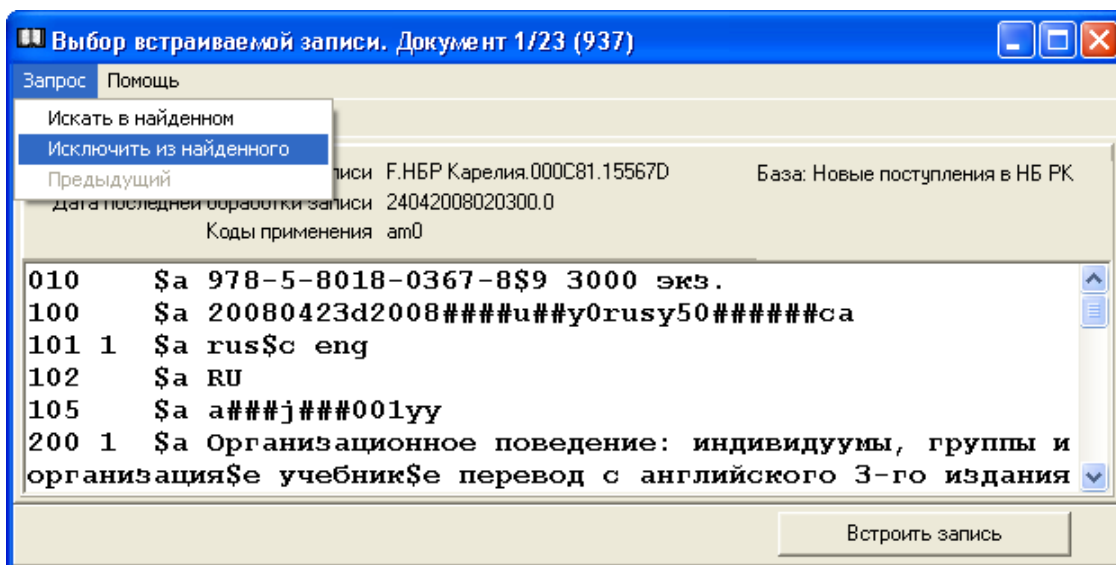 Выбор встраиваемой записи. Документ 1/23 (937)
Запрос Помощь
Искать в найденном
Исключить из найденного
Предыдущий
писи F.НБР Карелия.000C81.15567D База: Новые поступления в НБ РК
Дата последней обработки записи 24042008020300.0
Коды применения am0
010 $a 978-5-8018-0367-8$9 3000 экз.
100 $a 20080423d2008####u##y0rusy50######ca
101 1 $a rus$c eng
102 $a RU
105 $a a###j###001yy
200 1 $a Организационное поведение: индивидуумы, группы и
организация$e учебник$e перевод с английского 3-го издания
Встроить запись